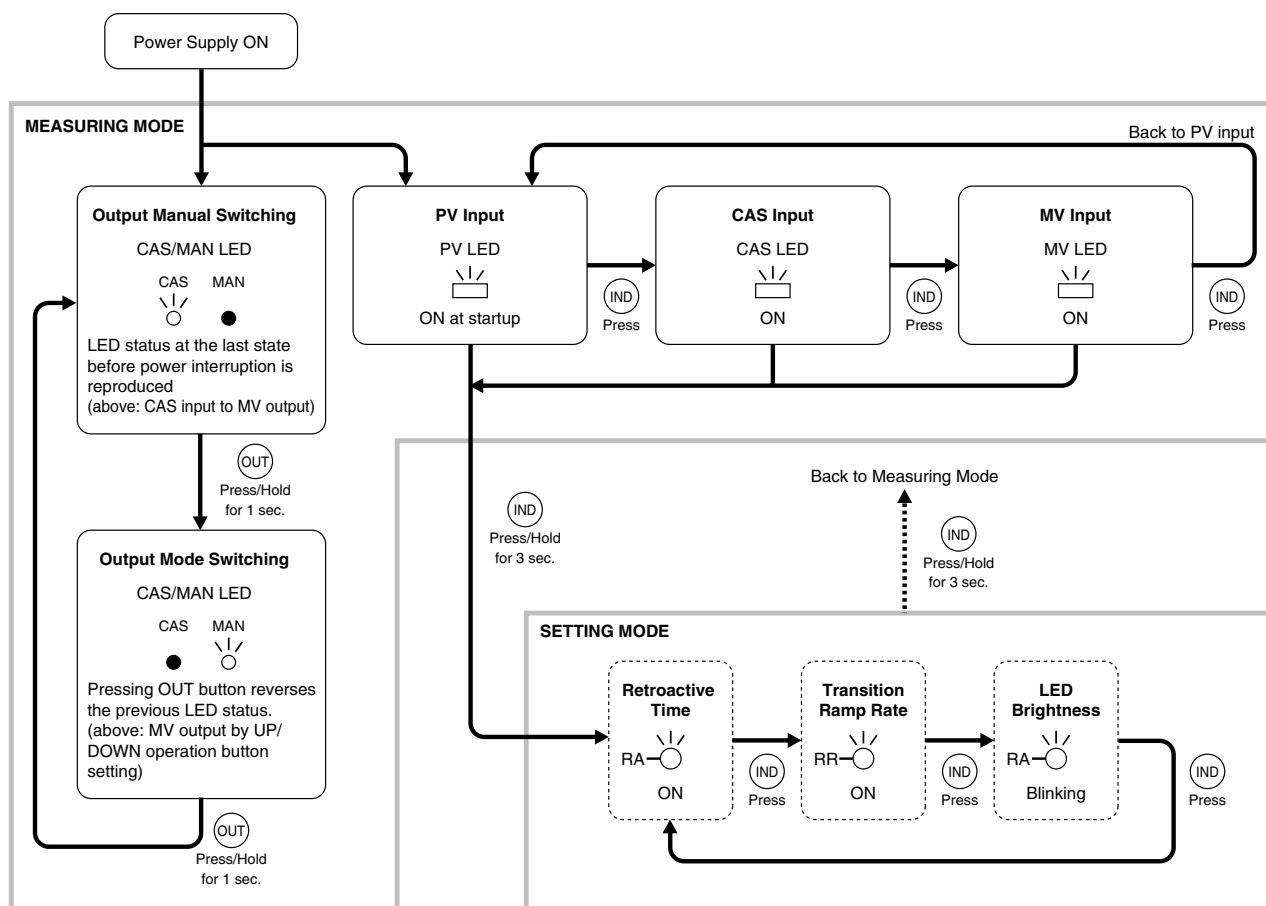 Power Supply ON
MEASURING MODE
Back to PV input
Output Manual Switching
CAS/MAN LED
CAS MAN
LED status at the last state
before power interruption is
reproduced
(above: CAS input to MV output)
OUT
Press/Hold
for 1 sec.
Output Mode Switching
CAS/MAN LED
CAS MAN
Pressing OUT button reverses
the previous LED status.
(above: MV output by UP/
DOWN operation button
setting)
OUT
Press/Hold
for 1 sec.
PV Input
PV LED
ON at startup
IND
Press
CAS Input
CAS LED
ON
IND
Press
MV Input
MV LED
ON
IND
Press
IND
Press/Hold
for 3 sec.
Back to Measuring Mode
IND
Press/Hold
for 3 sec.
SETTING MODE
Retroactive
Time
RA
ON
IND
Press
Transition
Ramp Rate
RR
ON
IND
Press
LED
Brightness
RA
Blinking
IND
Press